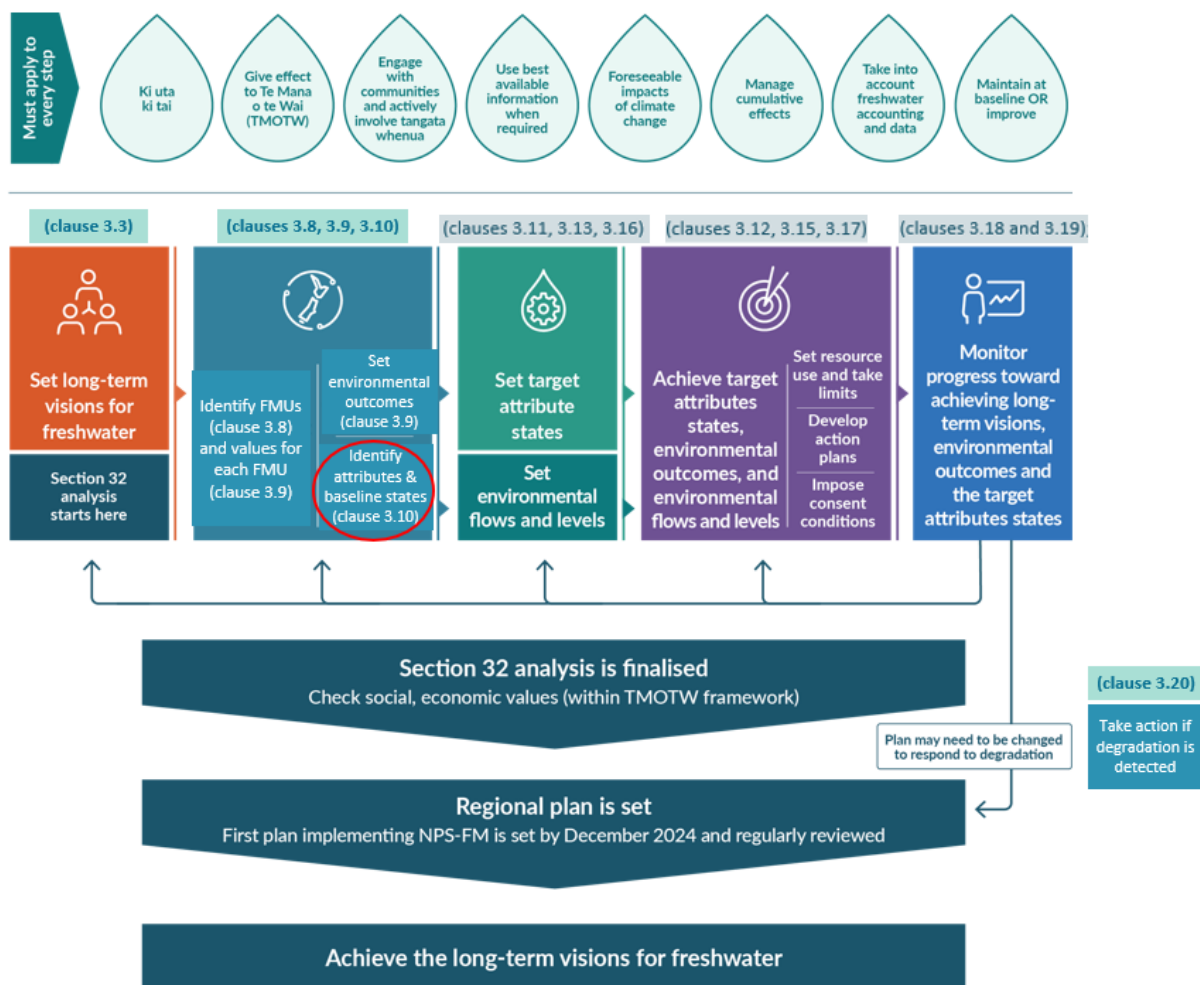 Must apply to
every step
Ki uta
ki tai
Give effect
to Te Mana
o te Wai
(TMOTW)
Engage
with
communities
and actively
involve tangata
whenua
Use best
available
information
when
required
Foreseeable
impacts
of climate
change
Manage
cumulative
effects
Take into
account
freshwater
accounting
and data
Maintain at
baseline OR
improve
(clause 3.3)
(clauses 3.8, 3.9, 3.10)
(clauses 3.11, 3.13, 3.16)
(clauses 3.12, 3.15, 3.17)
(clauses 3.18 and 3.19)
Set long-term
visions for
freshwater
Section 32
analysis
starts here
Identify FMUs
(clause 3.8)
and values for
each FMU
(clause 3.9)
Set
environmental
outcomes
(clause 3.9)
Identify
attributes &
baseline states
(clause 3.10)
Set target
attribute
states
Set
environmental
flows and levels
Achieve target
attributes
states,
environmental
outcomes, and
environmental
flows and levels
Set resource
use and take
limits
Develop
action
plans
Impose
consent
conditions
Monitor
progress toward
achieving long-
term visions,
environmental
outcomes and
the target
attributes states
Section 32 analysis is finalised
Check social, economic values (within TMOTW framework)
(clause 3.20)
Take action if
degradation is
detected
Plan may need to be changed
to respond to degradation
Regional plan is set
First plan implementing NPS-FM is set by December 2024 and regularly reviewed
Achieve the long-term visions for freshwater